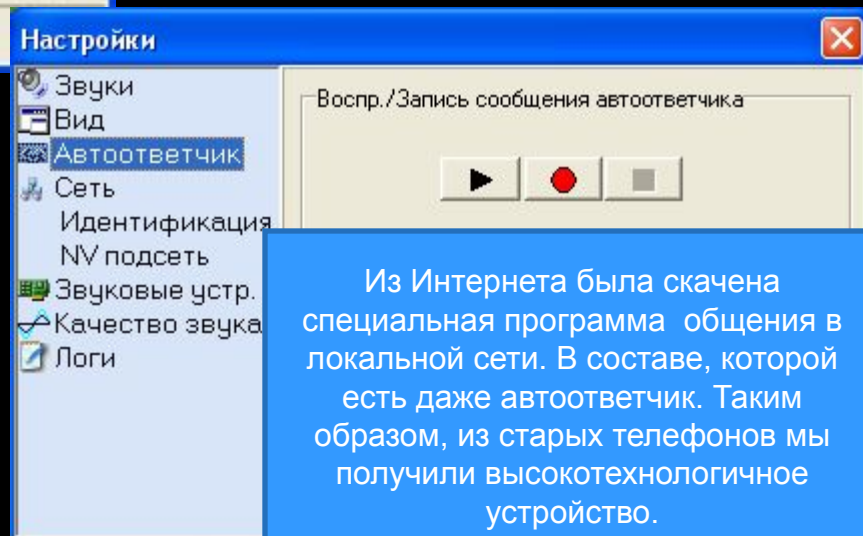 Настройки
Звуки
Вид
Автоответчик
Сеть
Идентификация
NV подсеть
Звуковые устр.
Качество звука
Логи
Воспр./Запись сообщения автоответчика
Из Интернета была скачена
специальная программа общения в
локальной сети. В составе, которой
есть даже автоответчик. Таким
образом, из старых телефонов мы
получили высокотехнологичное
устройство.